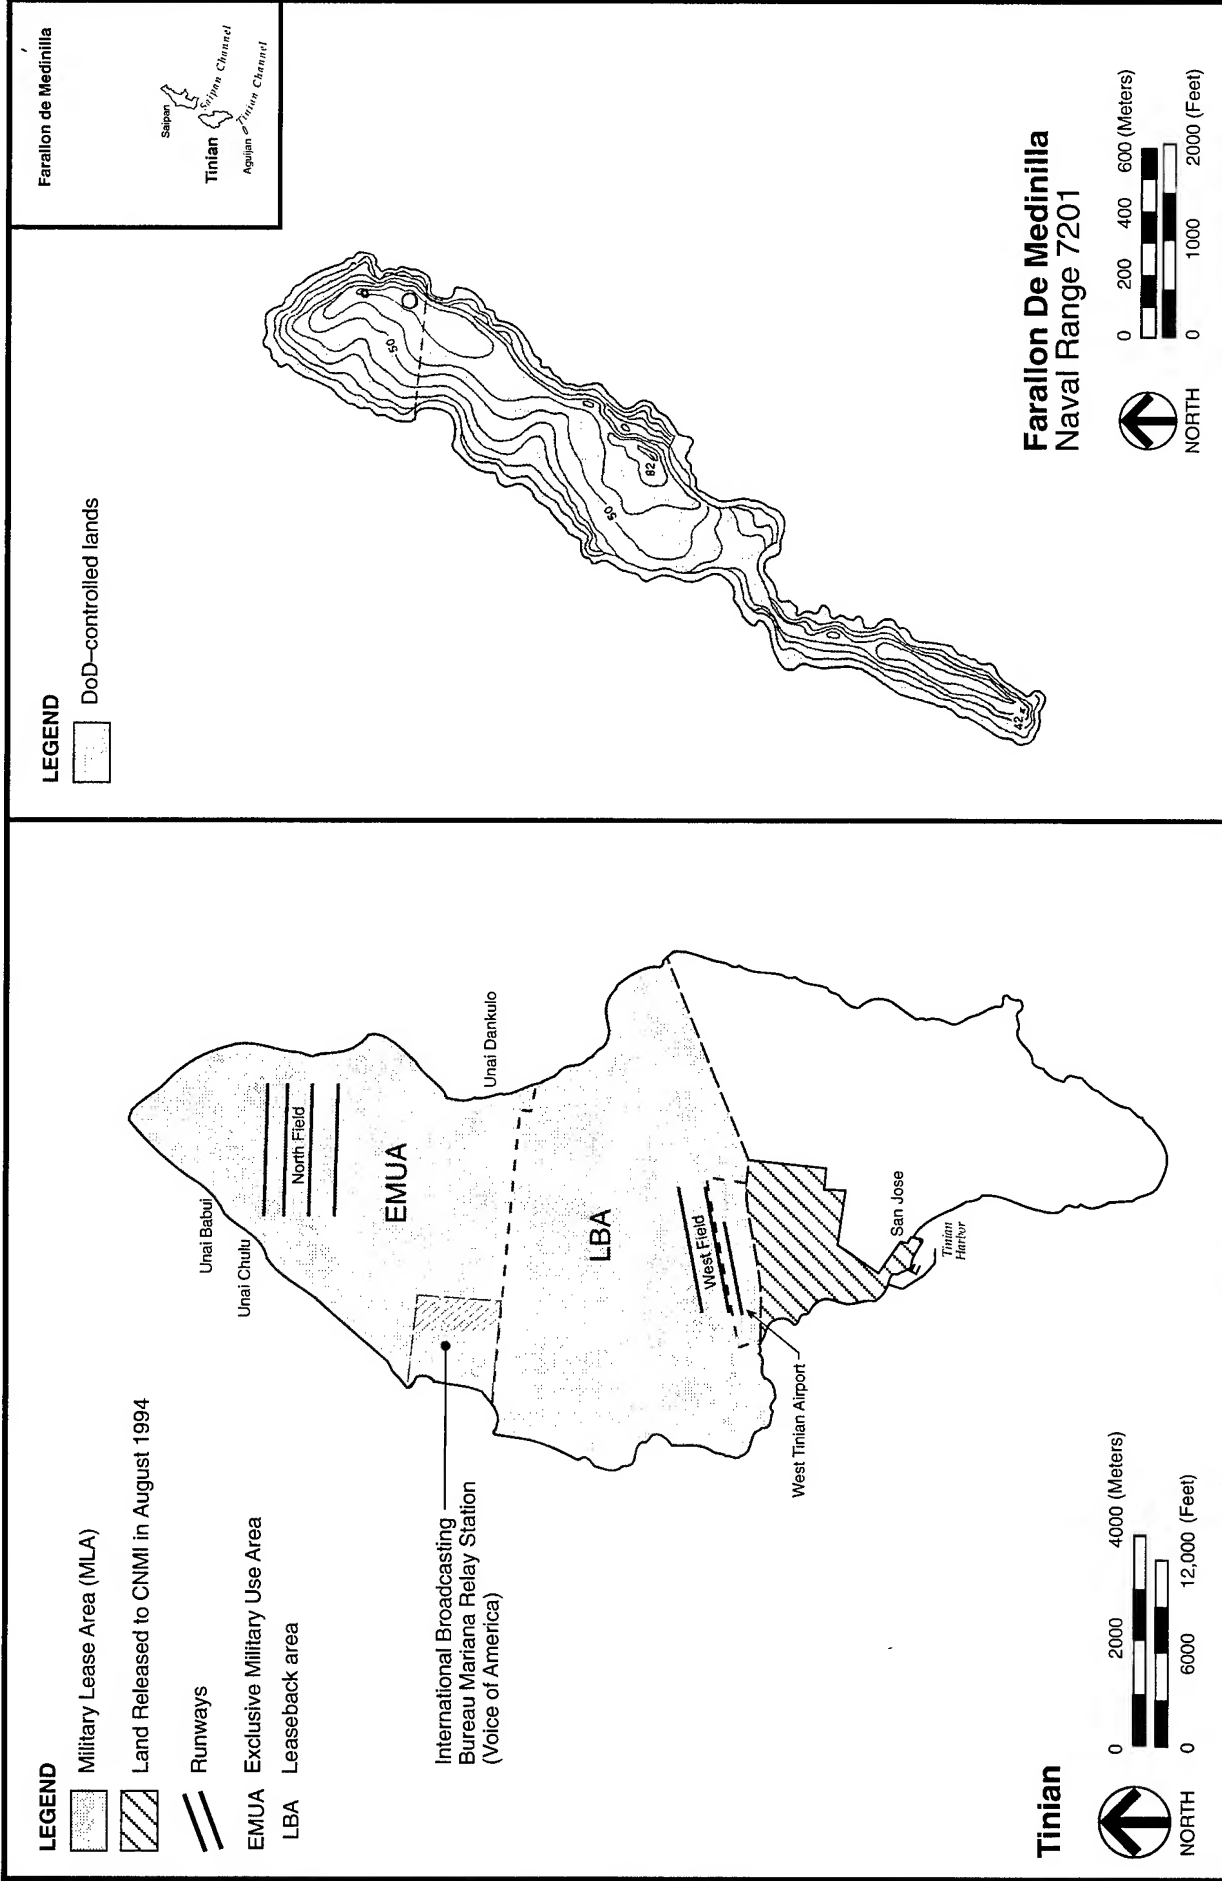 LEGEND
Military Lease Area (MLA)
Land Released to CNMI in August 1994
Runways
EMUA Exclusive Military Use Area
LBA Leaseback area
International Broadcasting
Bureau Mariana Relay Station
(Voice of America)
Unai Babui
Unai Chulu
North Field
EMUA
Unai Dankulo
LBA
West Field
West Tinian Airport
San Jose
Tinian
Harbor
Tinian
NORTH
0 2000 4000 (Meters)
0 6000 12,000 (Feet)
LEGEND
DoD–controlled lands
Farallon de Medinilla
Saipan
Saipan Channel
Tinian
Tinian Channel
Aguijan
50
50
82
42
Farallon De Medinilla
Naval Range 7201
NORTH
0 200 400 600 (Meters)
0 1000 2000 (Feet)